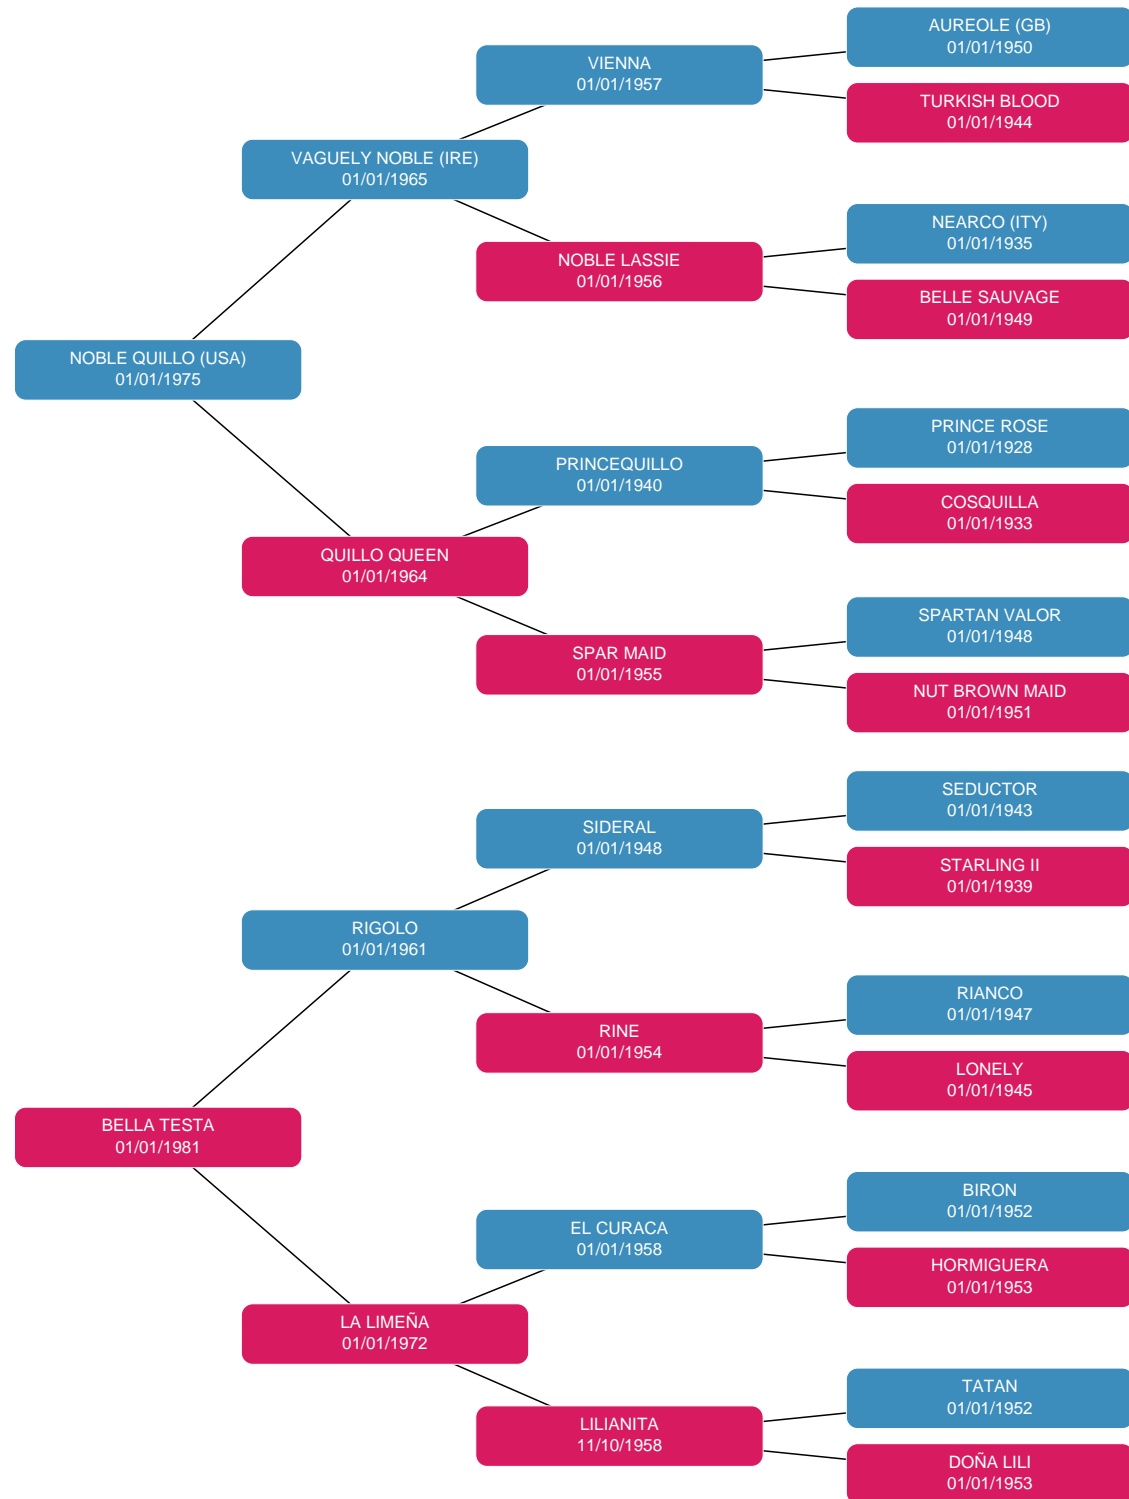 AUREOLE (GB)
01/01/1950
VIENNA
01/01/1957
TURKISH BLOOD
01/01/1944
VAGUELY NOBLE (IRE)
01/01/1965
NEARCO (ITY)
01/01/1935
NOBLE LASSIE
01/01/1956
BELLE SAUVAGE
01/01/1949
NOBLE QUILLO (USA)
01/01/1975
PRINCE ROSE
01/01/1928
PRINCEQUILLO
01/01/1940
COSQUILLA
01/01/1933
QUILLO QUEEN
01/01/1964
SPARTAN VALOR
01/01/1948
SPAR MAID
01/01/1955
NUT BROWN MAID
01/01/1951
SEDUCTOR
01/01/1943
SIDERAL
01/01/1948
STARLING II
01/01/1939
RIGOLO
01/01/1961
RIANCO
01/01/1947
RINE
01/01/1954
LONELY
01/01/1945
BELLA TESTA
01/01/1981
BIRON
01/01/1952
EL CURACA
01/01/1958
HORMIGUERA
01/01/1953
LA LIMEÑA
01/01/1972
TATAN
01/01/1952
LILIANITA
11/10/1958
DOÑA LILI
01/01/1953